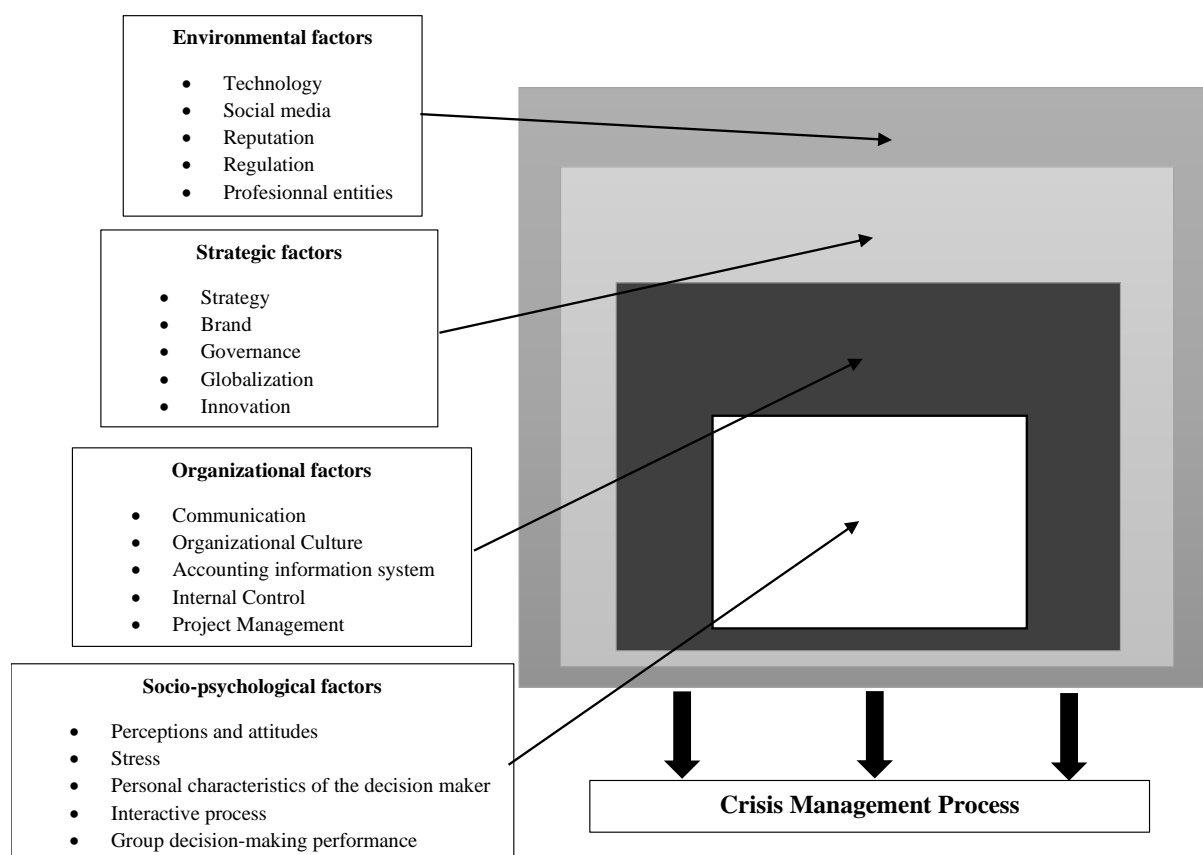 Environmental factors
• Technology
• Social media
• Reputation
• Regulation
• Profesionnal entities
Strategic factors
• Strategy
• Brand
• Governance
• Globalization
• Innovation
Organizational factors
• Communication
• Organizational Culture
• Accounting information system
• Internal Control
• Project Management
Socio-psychological factors
• Perceptions and attitudes
• Stress
• Personal characteristics of the decision maker
• Interactive process
• Group decision-making performance
Crisis Management Process